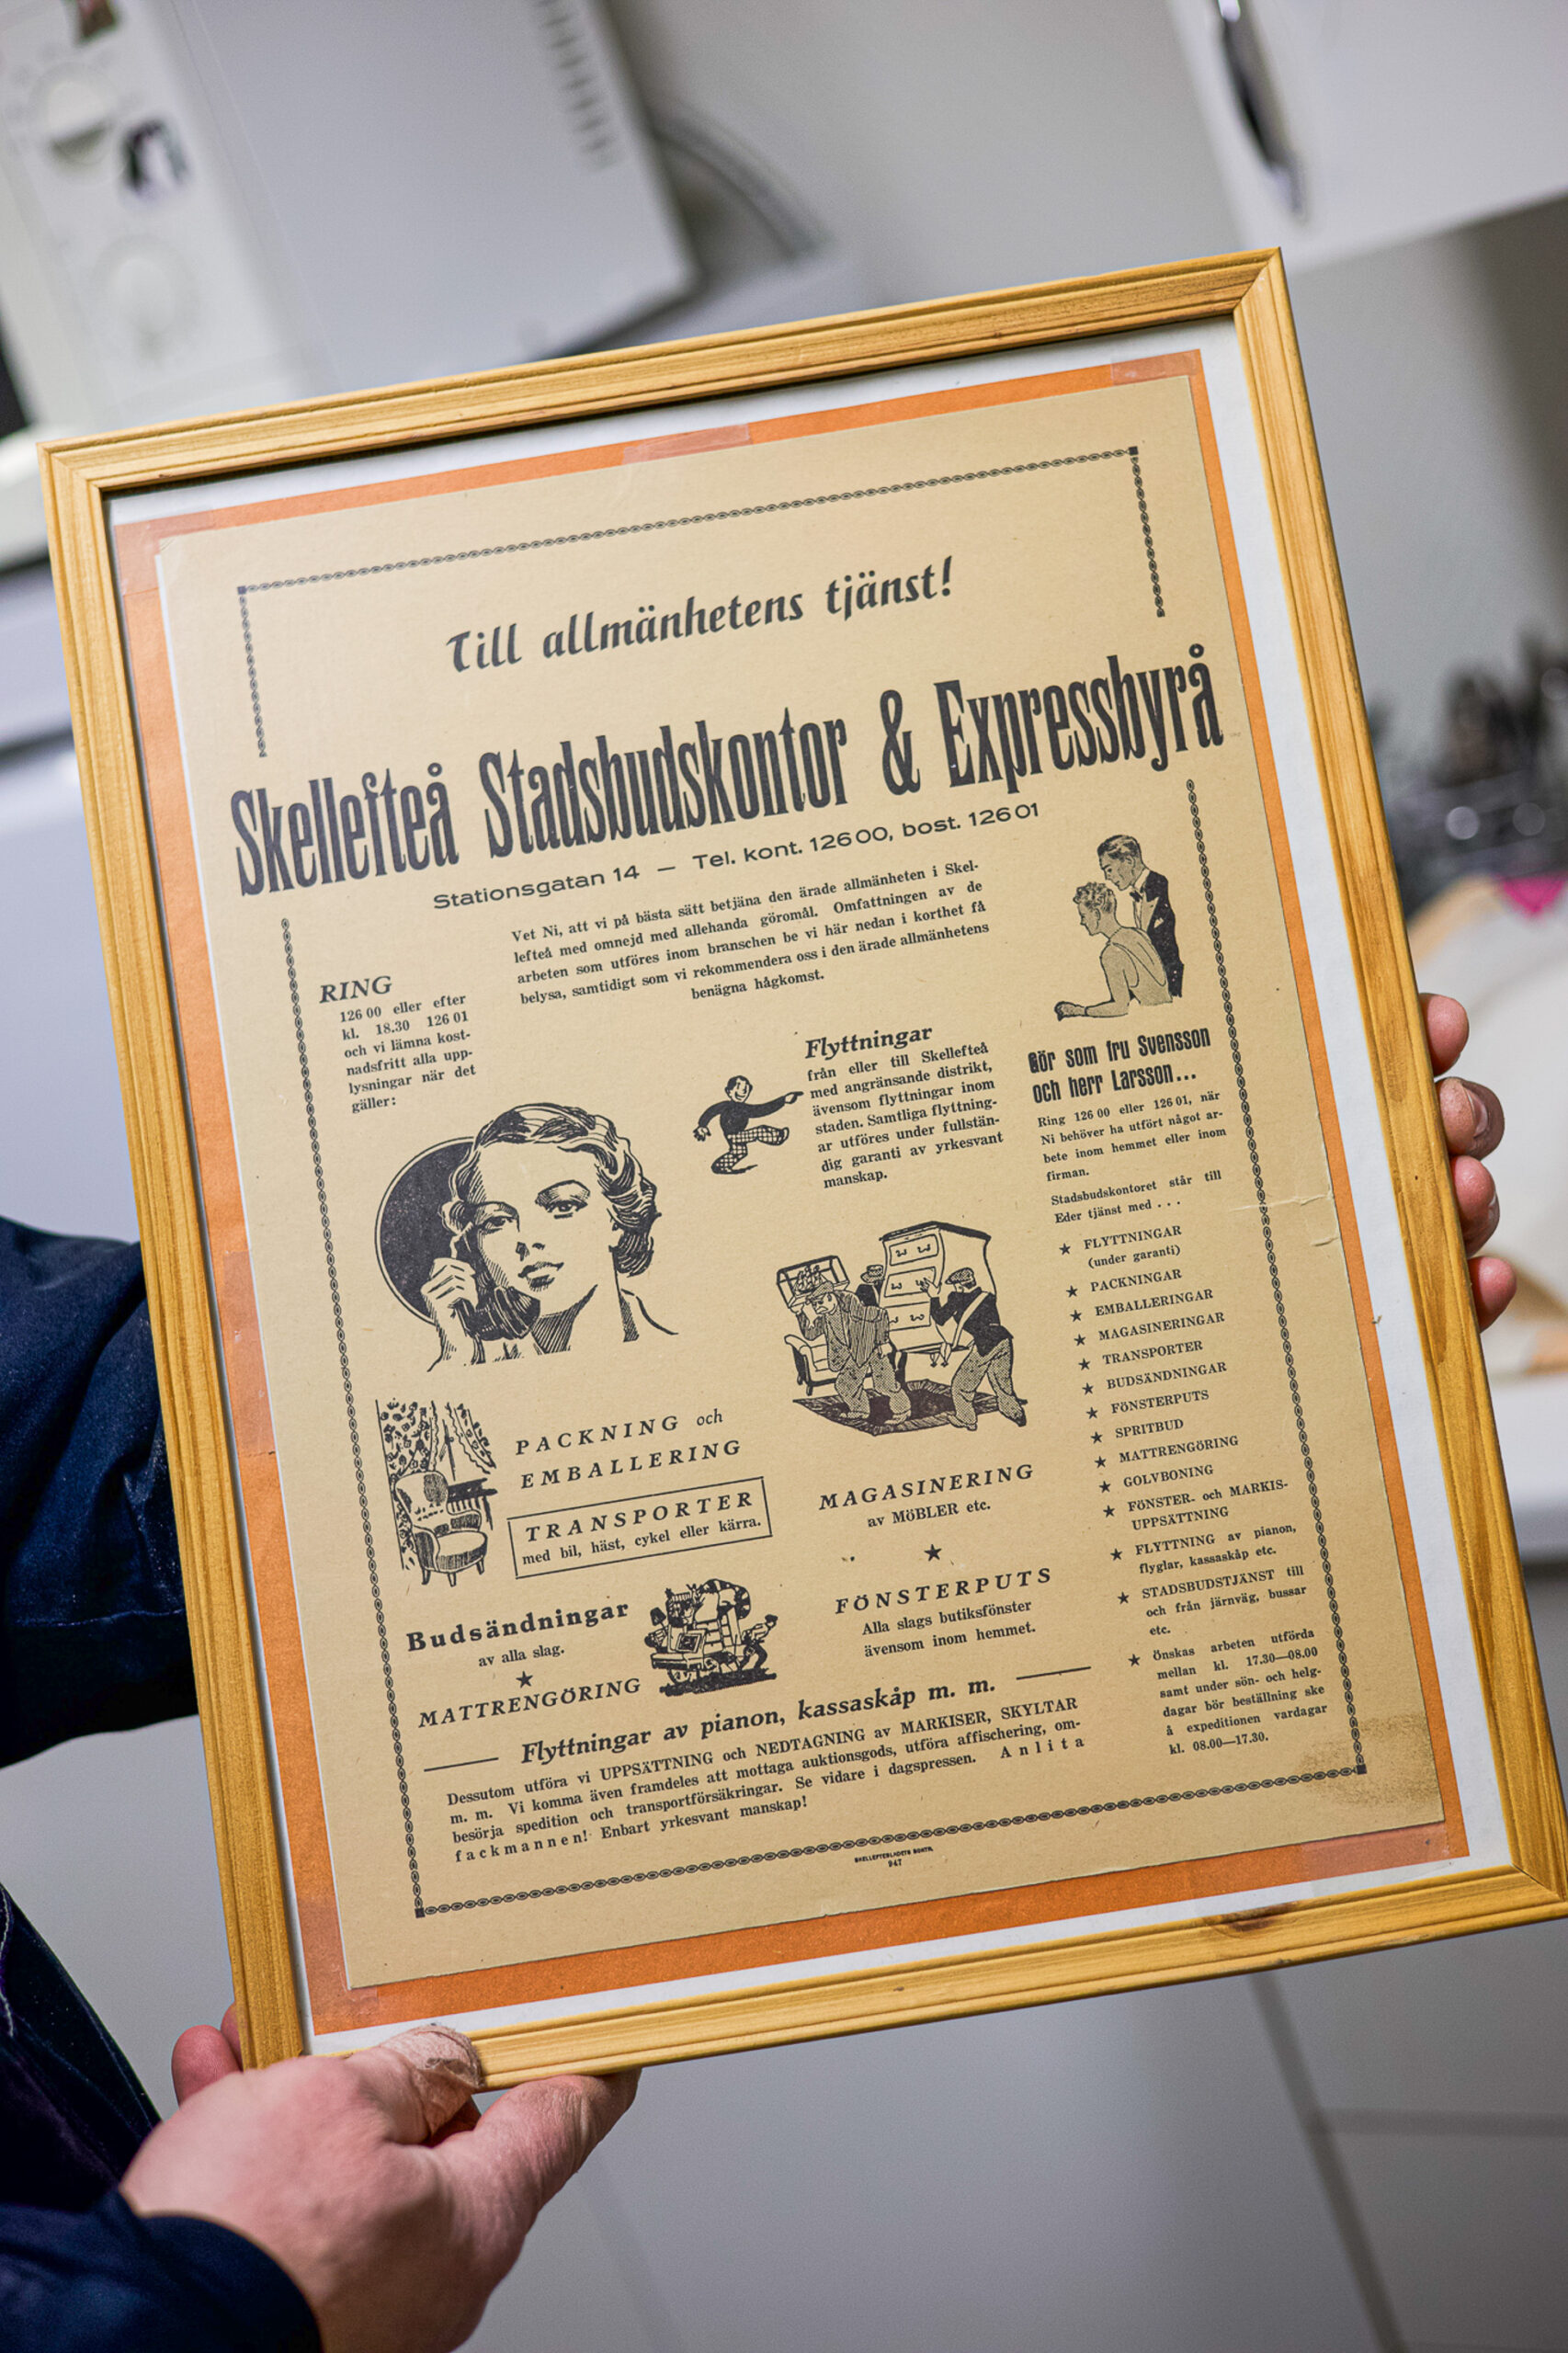 Till allmänhetens tjänst!
Skellefteå Stadsbudskontor & Expressbyrå
Stationsgatan 14 — Tel. kont. 126 00, bost. 126 01
Vet Ni, att vi på bästa sätt betjäna den ärade allmänheten i Skel-
lefteå med omnejd med allehanda göromål. Omfattningen av de
arbeten som utföres inom branschen be vi här nedan i korthet få
belysa, samtidigt som vi rekommendera oss i den ärade allmänhetens
benägna hågkomst.
RING
126 00 eller efter
kl. 18.30 126 01
och vi lämna kost-
nadsfritt alla upp-
lysningar när det
gäller:
Flyttningar
från eller till Skellefteå
med angränsande distrikt,
ävensom flyttningar inom
staden. Samtliga flyttning-
ar utföres under fullstän-
dig garanti av yrkesvant
manskap.
PACKNING och
EMBALLERING
TRANSPORTER
med bil, häst, cykel eller kärra.
Budsändningar
av alla slag.
★
MATTRENGÖRING
MAGASINERING
av MÖBLER etc.
★
FÖNSTERPUTS
Alla slags butiksfönster
ävensom inom hemmet.
Flyttningar av pianon, kassaskåp m. m.
Dessutom utföra vi UPPSÄTTNING och NEDTAGNING av MARKISER, SKYLTAR
m. m. Vi komma även framdeles att mottaga auktionsgods, utföra affischering, om-
besörja spedition och transportförsäkringar. Se vidare i dagspressen. Anlita
fackmannen! Enbart yrkesvant manskap!
Gör som fru Svensson
och herr Larsson...
Ring 126 00 eller 126 01, när
Ni behöver ha utfört något ar-
bete inom hemmet eller inom
firman.
Stadsbudskontoret står till
Eder tjänst med . . .
★ FLYTTNINGAR
(under garanti)
★ PACKNINGAR
★ EMBALLERINGAR
★ MAGASINERINGAR
★ TRANSPORTER
★ BUDSÄNDNINGAR
★ FÖNSTERPUTS
★ SPRITBUD
★ MATTRENGÖRING
★ GOLVBONING
★ FÖNSTER- och MARKIS-
UPPSÄTTNING
★ FLYTTNING av pianon,
flyglar, kassaskåp etc.
★ STADSBUDSTJÄNST till
och från järnväg, bussar
etc.
★ Önskas arbeten utförda
mellan kl. 17.30—08.00
samt under sön- och helg-
dagar bör beställning ske
å expeditionen vardagar
kl. 08.00—17.30.
SKELLEFTEBLADETS BOKTR.
947